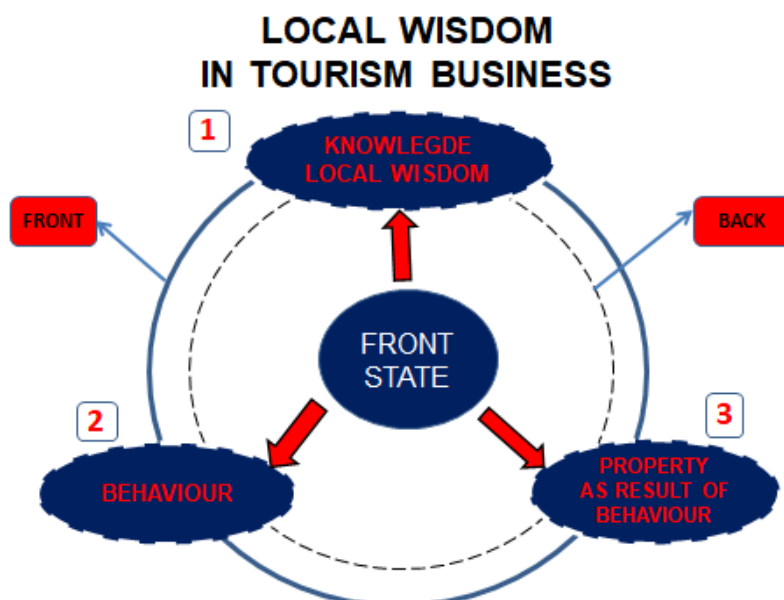 LOCAL WISDOM
IN TOURISM BUSINESS
1
KNOWLEGDE
LOCAL WISDOM
FRONT
BACK
FRONT
STATE
2
BEHAVIOUR
3
PROPERTY
AS RESULT OF
BEHAVIOUR